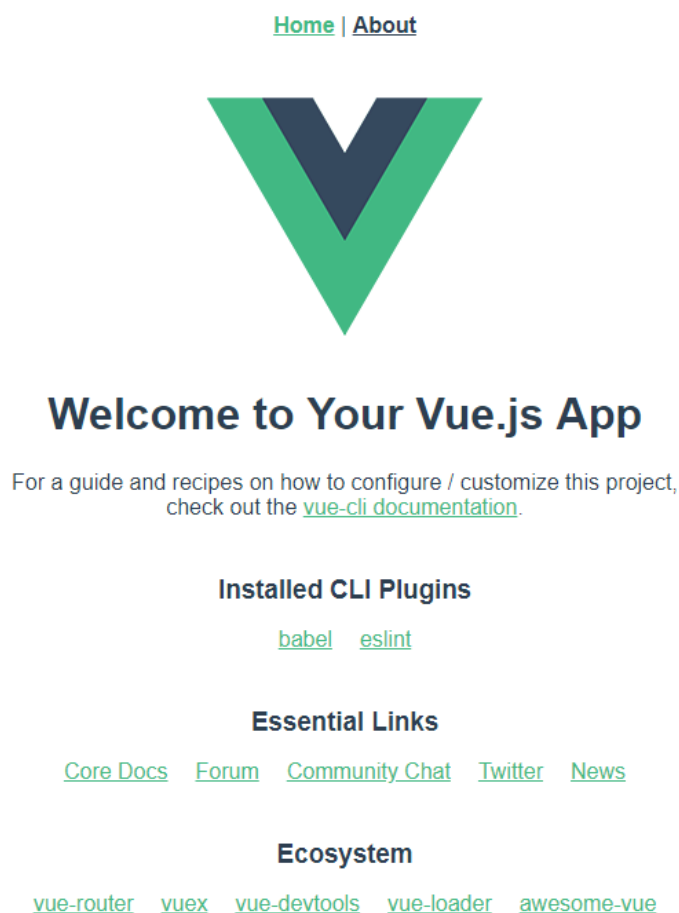 Home | About
Welcome to Your Vue.js App
For a guide and recipes on how to configure / customize this project,
check out the vue-cli documentation.
Installed CLI Plugins
babel eslint
Essential Links
Core Docs Forum Community Chat Twitter News
Ecosystem
vue-router vuex vue-devtools vue-loader awesome-vue